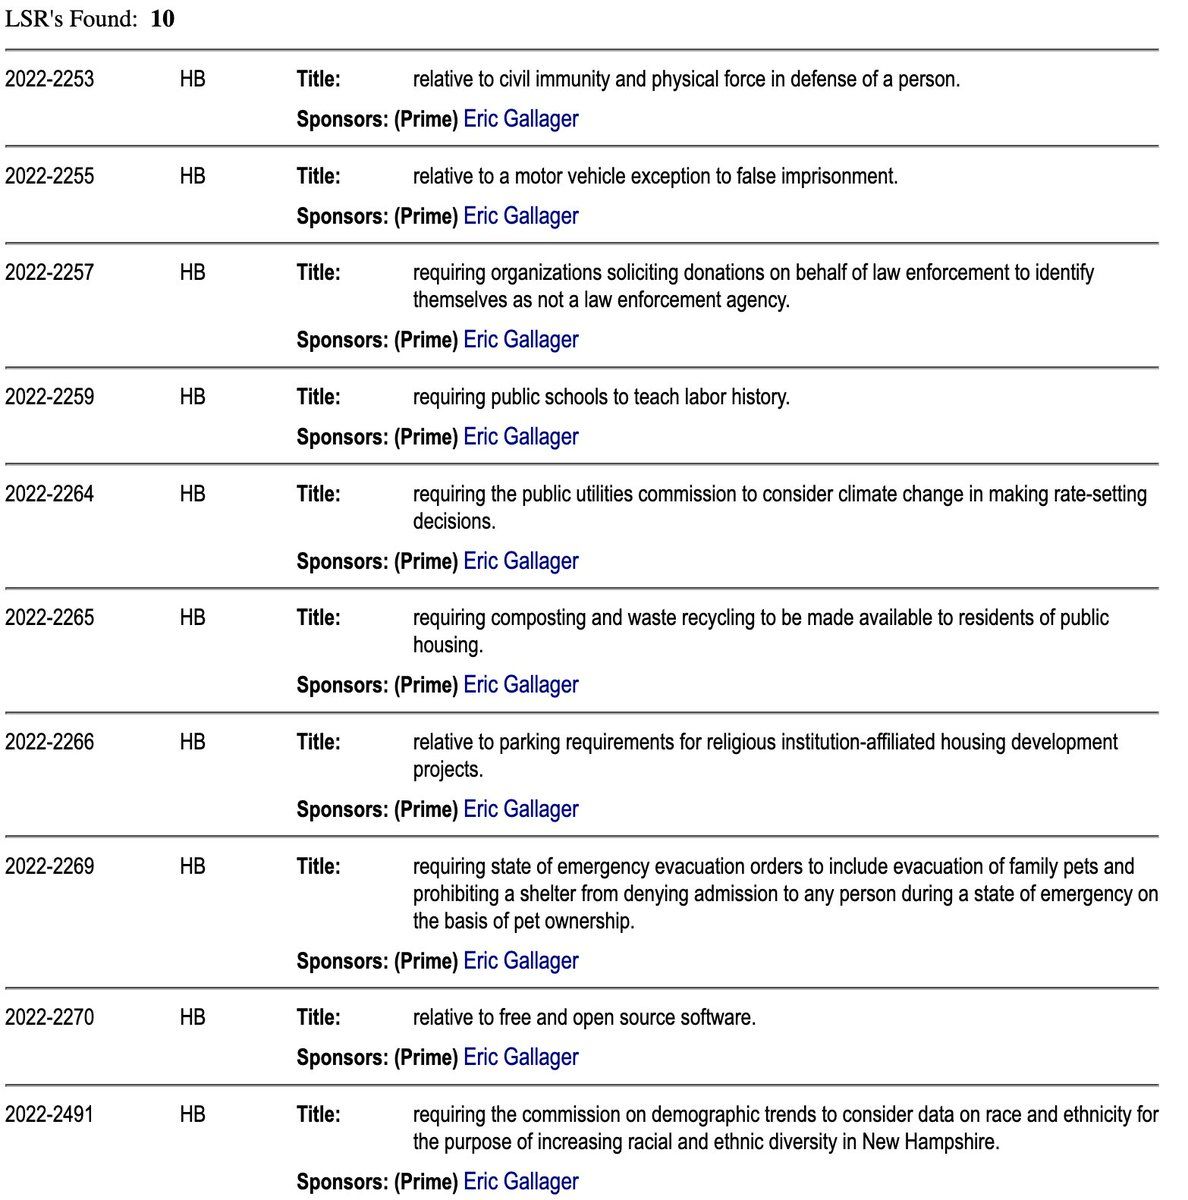 LSR's Found: 10
2022-2253 HB Title: relative to civil immunity and physical force in defense of a person.
Sponsors: (Prime) Eric Gallager
2022-2255 HB Title: relative to a motor vehicle exception to false imprisonment.
Sponsors: (Prime) Eric Gallager
2022-2257 HB Title: requiring organizations soliciting donations on behalf of law enforcement to identify
themselves as not a law enforcement agency.
Sponsors: (Prime) Eric Gallager
2022-2259 HB Title: requiring public schools to teach labor history.
Sponsors: (Prime) Eric Gallager
2022-2264 HB Title: requiring the public utilities commission to consider climate change in making rate-setting
decisions.
Sponsors: (Prime) Eric Gallager
2022-2265 HB Title: requiring composting and waste recycling to be made available to residents of public
housing.
Sponsors: (Prime) Eric Gallager
2022-2266 HB Title: relative to parking requirements for religious institution-affiliated housing development
projects.
Sponsors: (Prime) Eric Gallager
2022-2269 HB Title: requiring state of emergency evacuation orders to include evacuation of family pets and
prohibiting a shelter from denying admission to any person during a state of emergency on
the basis of pet ownership.
Sponsors: (Prime) Eric Gallager
2022-2270 HB Title: relative to free and open source software.
Sponsors: (Prime) Eric Gallager
2022-2491 HB Title: requiring the commission on demographic trends to consider data on race and ethnicity for
the purpose of increasing racial and ethnic diversity in New Hampshire.
Sponsors: (Prime) Eric Gallager